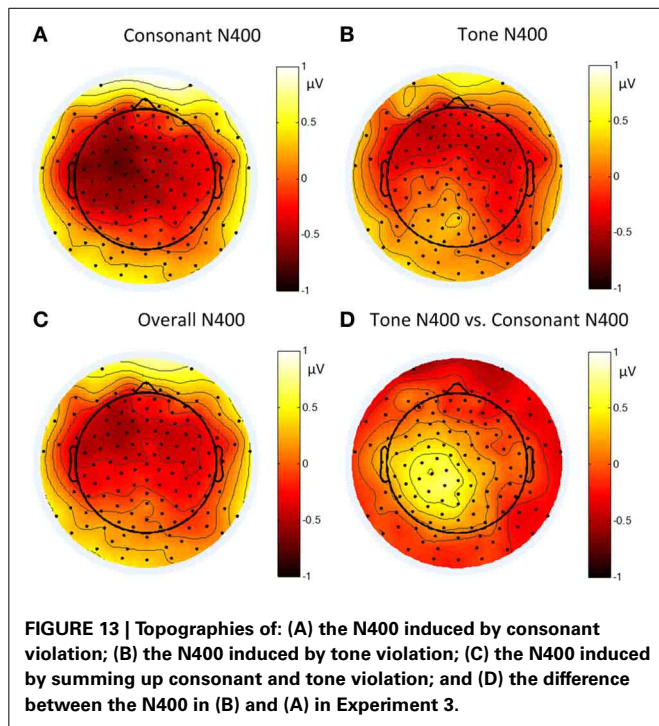 A Consonant N400
B Tone N400
1
μV
0.5
0
-0.5
-1
1
μV
0.5
0
-0.5
-1
C Overall N400
D Tone N400 vs. Consonant N400
1
μV
0.5
0
-0.5
-1
1
μV
0.5
0
-0.5
-1
FIGURE 13 | Topographies of: (A) the N400 induced by consonant
violation; (B) the N400 induced by tone violation; (C) the N400 induced
by summing up consonant and tone violation; and (D) the difference
between the N400 in (B) and (A) in Experiment 3.